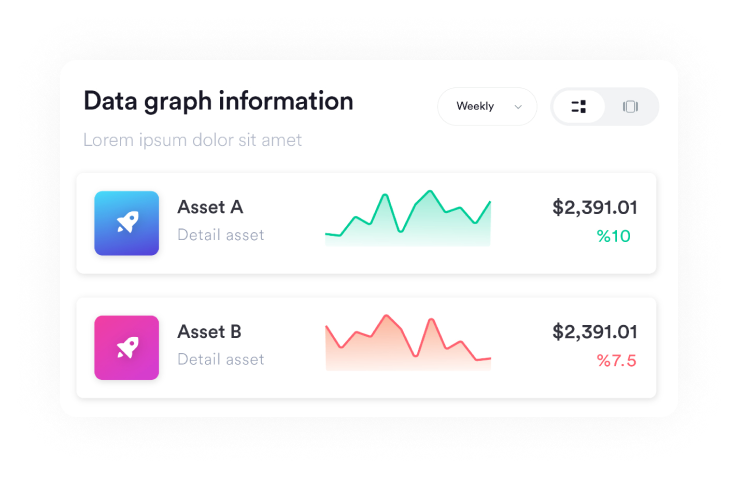 Data graph information
Weekly
Lorem ipsum dolor sit amet
Asset A
$2,391.01
Detail asset
%10
Asset B
$2,391.01
Detail asset
%7.5